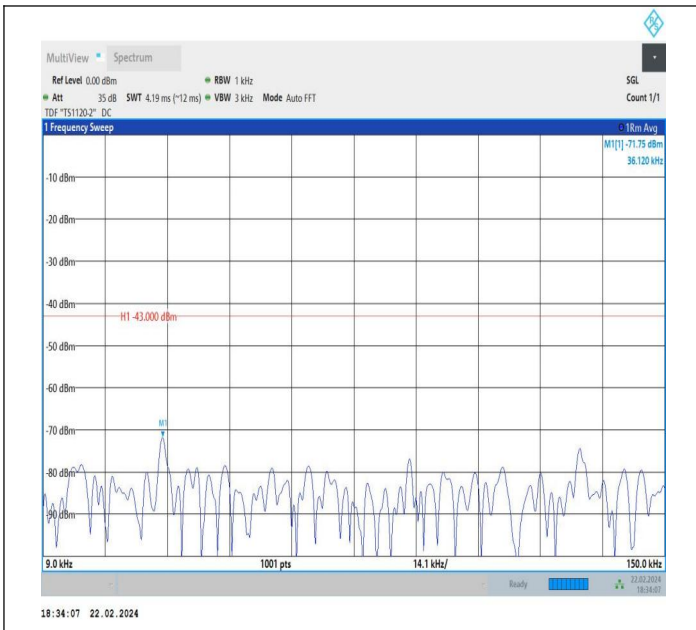 MultiView Spectrum
Ref Level 0.00 dBm RBW 1 kHz SGL
Att 35 dB SWT 4.19 ms (~12 ms) VBW 3 kHz Mode Auto FFT Count 1/1
TDF "TS1120-2" DC
1 Frequency Sweep 1Rm Avg
M1[1] -71.75 dBm
36.120 kHz
-10 dBm
-20 dBm
-30 dBm
-40 dBm
H1 -43.000 dBm
-50 dBm
-60 dBm
M1
-70 dBm
-80 dBm
-90 dBm
9.0 kHz 1001 pts 14.1 kHz/ 150.0 kHz
Ready 22.02.2024
18:34:07
18:34:07 22.02.2024